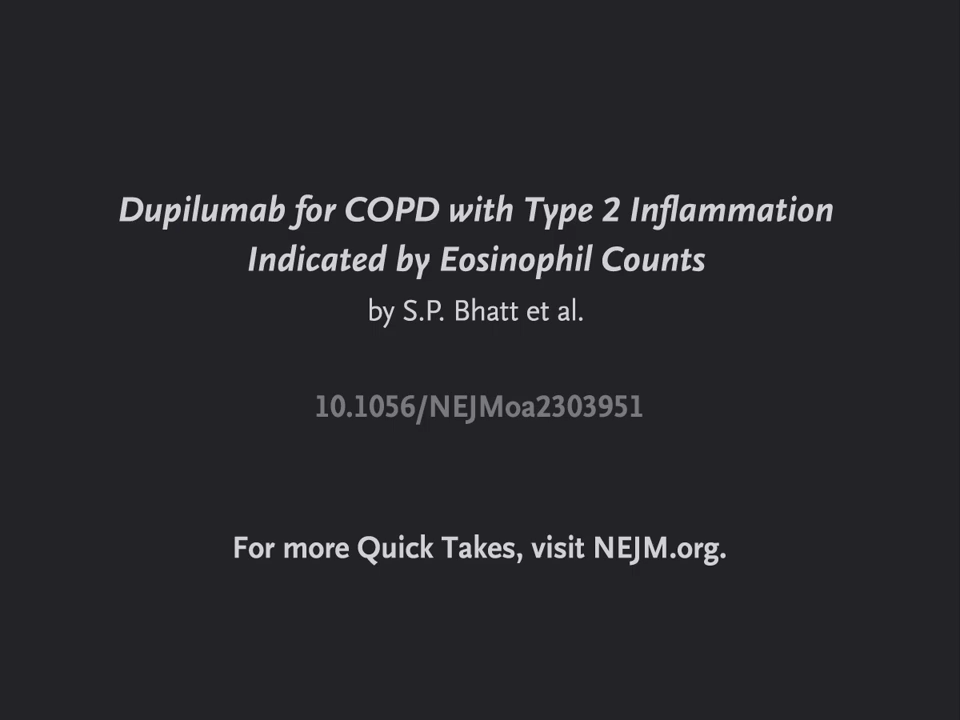 Dupilumab for COPD with Type 2 Inflammation
Indicated by Eosinophil Counts
by S.P. Bhatt et al.
10.1056/NEJMoa2303951
For more Quick Takes, visit NEJM.org.